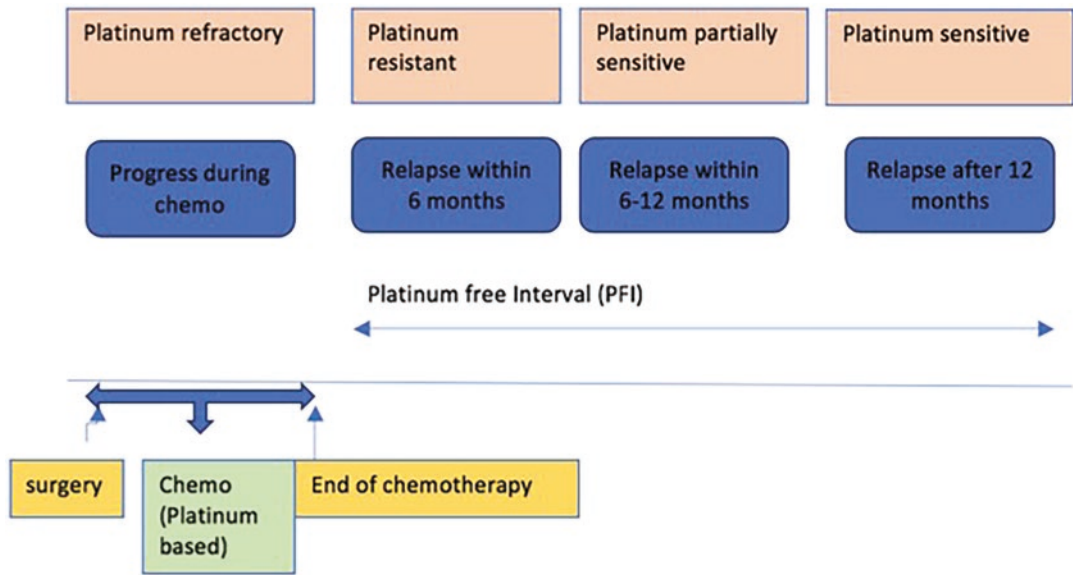 Platinum refractory
Platinum
resistant
Platinum partially
sensitive
Platinum sensitive
Progress during
chemo
Relapse within
6 months
Relapse within
6-12 months
Relapse after 12
months
Platinum free Interval (PFI)
surgery
Chemo
(Platinum
based)
End of chemotherapy